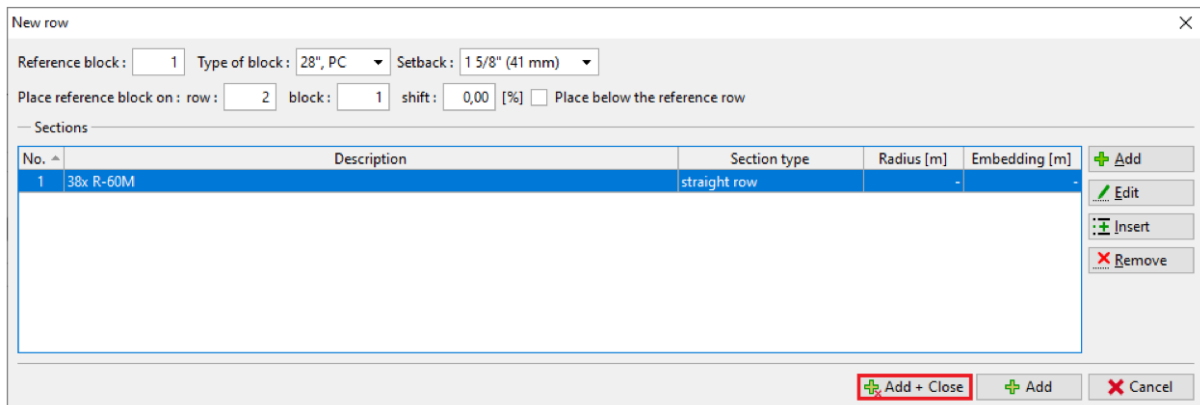 New row
Reference block : 1 Type of block : 28", PC Setback : 1 5/8" (41 mm)
Place reference block on : row : 2 block : 1 shift : 0,00 [%] Place below the reference row
Sections
No. Description Section type Radius [m] Embedding [m]
1 38x R-60M straight row - -
Add
Edit
Insert
Remove
Add + Close Add Cancel